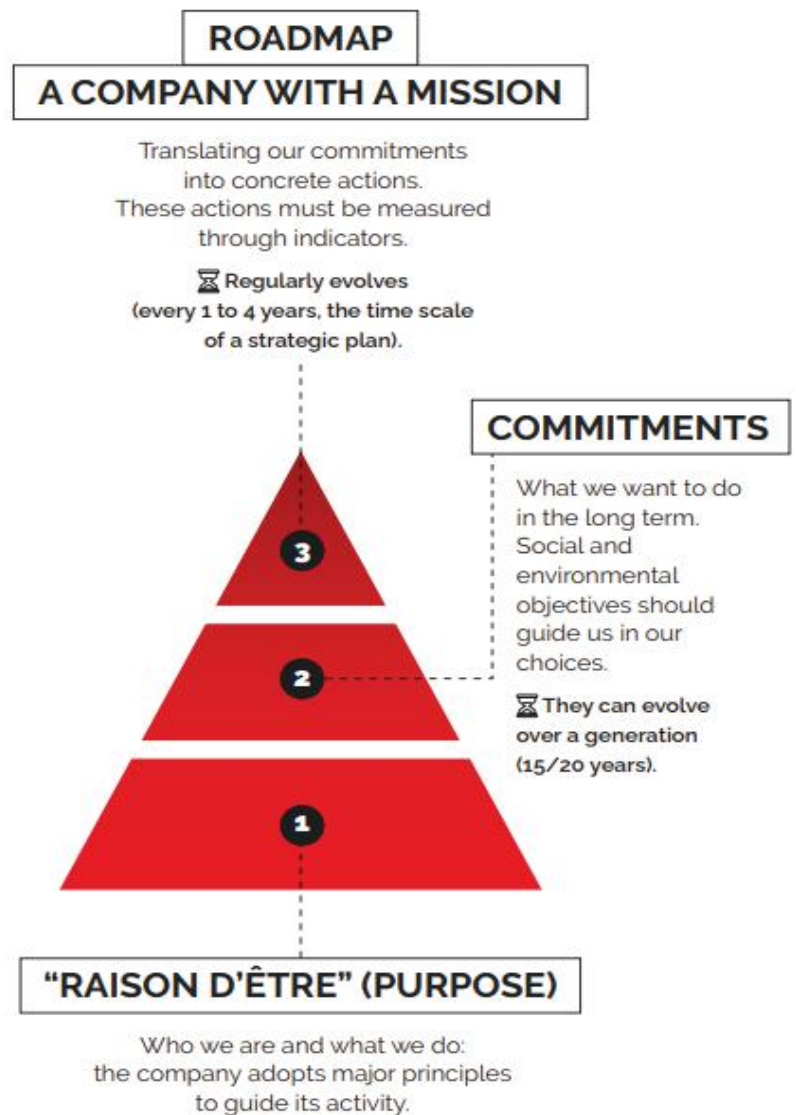 ROADMAP
A COMPANY WITH A MISSION
Translating our commitments
into concrete actions.
These actions must be measured
through indicators.
Regularly evolves
(every 1 to 4 years, the time scale
of a strategic plan).
COMMITMENTS
What we want to do
in the long term.
Social and
environmental
objectives should
guide us in our
choices.
They can evolve
over a generation
(15/20 years).
3
2
1
“RAISON D’ÊTRE” (PURPOSE)
Who we are and what we do:
the company adopts major principles
to guide its activity.